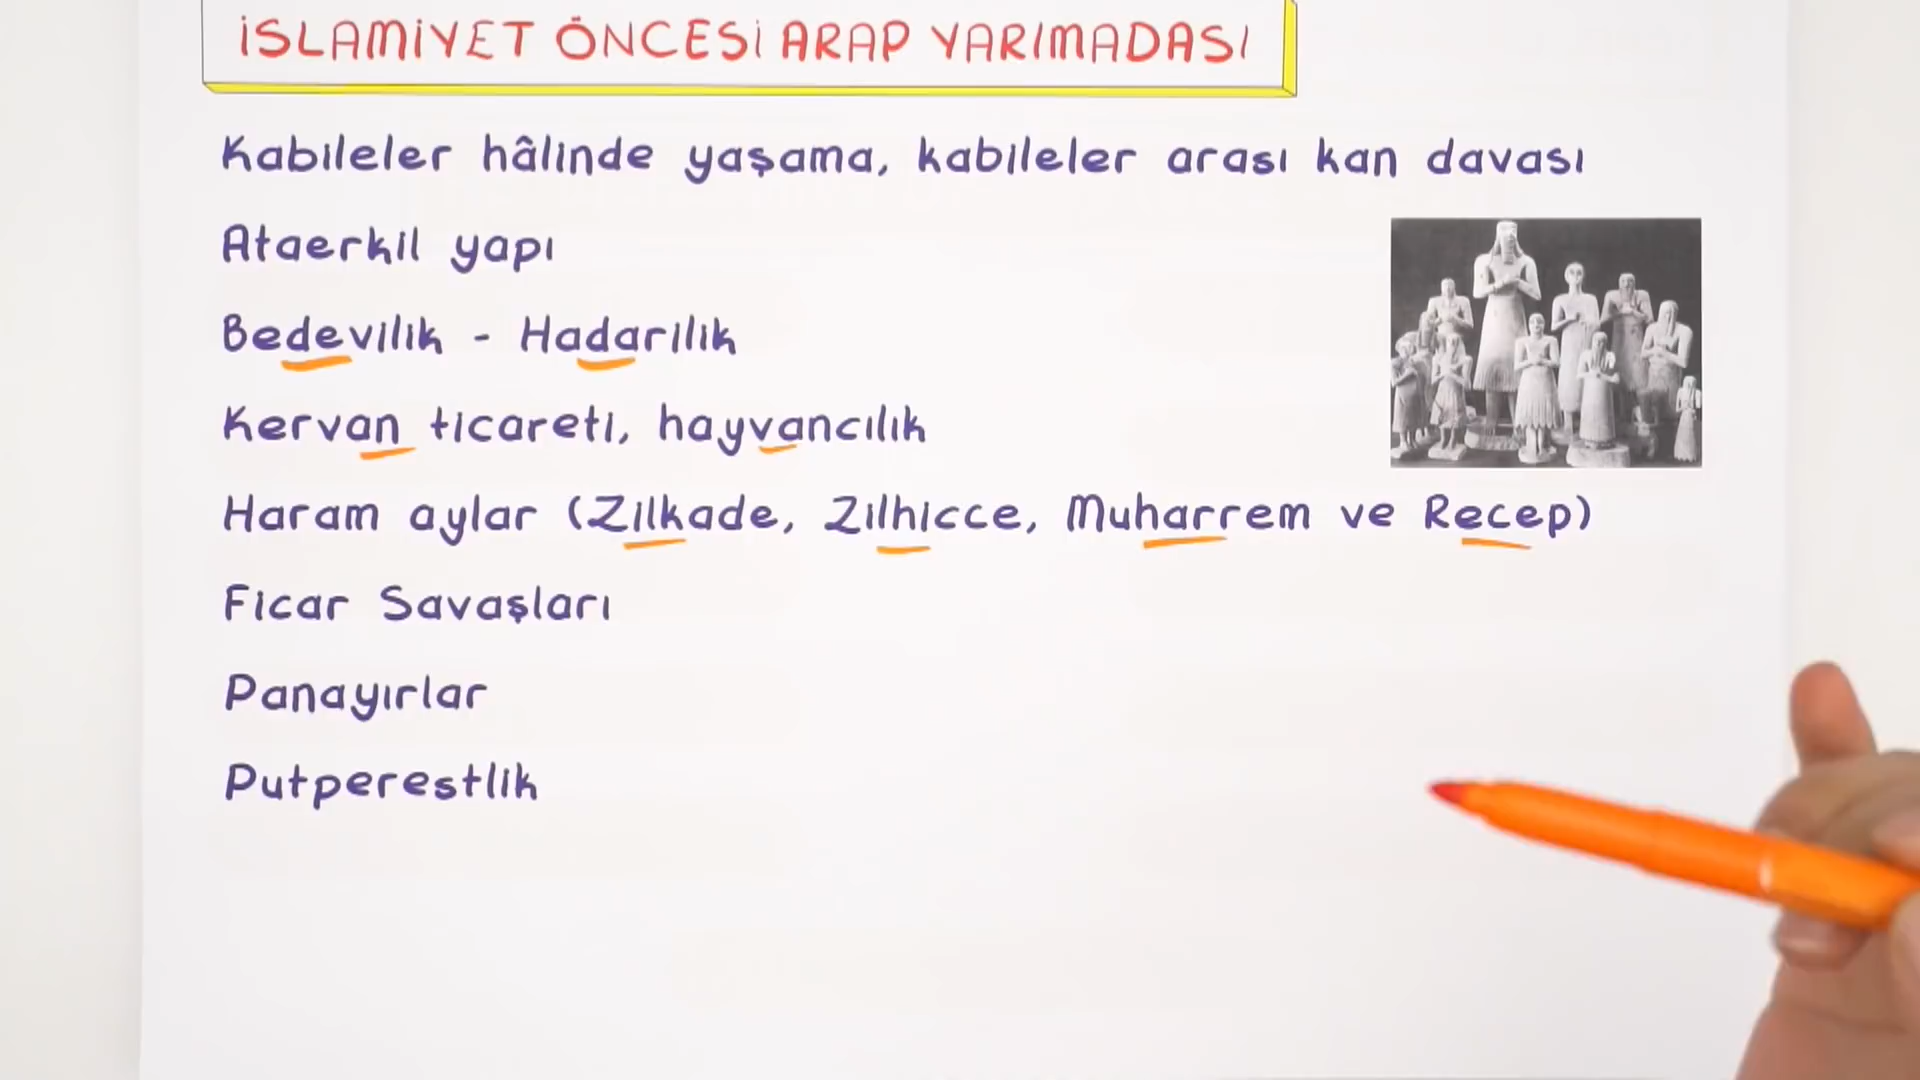 İSLAMİYET ÖNCESİ ARAP YARIMADASI
Kabileler hâlinde yaşama, kabileler arası kan davası
Ataerkil yapı
Bedevilik - Hadarilik
Kervan ticareti, hayvancılık
Haram aylar (Zilkade, Zilhicce, Muharrem ve Recep)
Ficar Savaşları
Panayırlar
Putperestlik